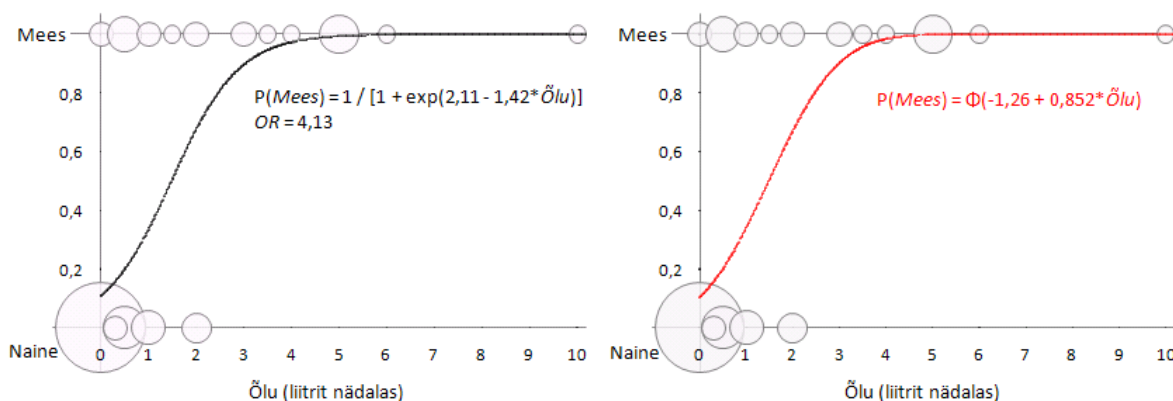 Mees
0,8
0,6
0,4
0,2
Naine
P(Mees) = 1 / [1 + exp(2,11 - 1,42*Õlu)]
OR = 4,13
0 1 2 3 4 5 6 7 8 9 10
Õlu (liitrit nädalas)
Mees
0,8
0,6
0,4
0,2
Naine
P(Mees) = Φ(-1,26 + 0,852*Õlu)
0 1 2 3 4 5 6 7 8 9 10
Õlu (liitrit nädalas)